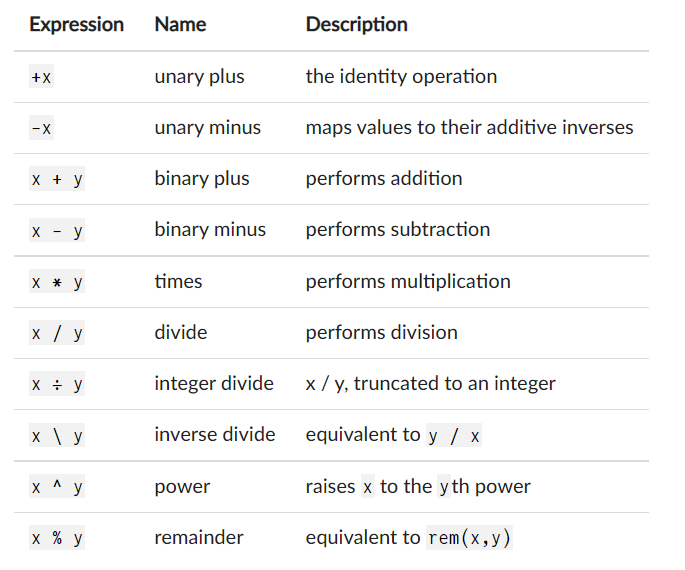 Expression Name Description
+x unary plus the identity operation
-x unary minus maps values to their additive inverses
x + y binary plus performs addition
x - y binary minus performs subtraction
x * y times performs multiplication
x / y divide performs division
x ÷ y integer divide x / y, truncated to an integer
x \ y inverse divide equivalent to y / x
x ^ y power raises x to the yth power
x % y remainder equivalent to rem(x,y)